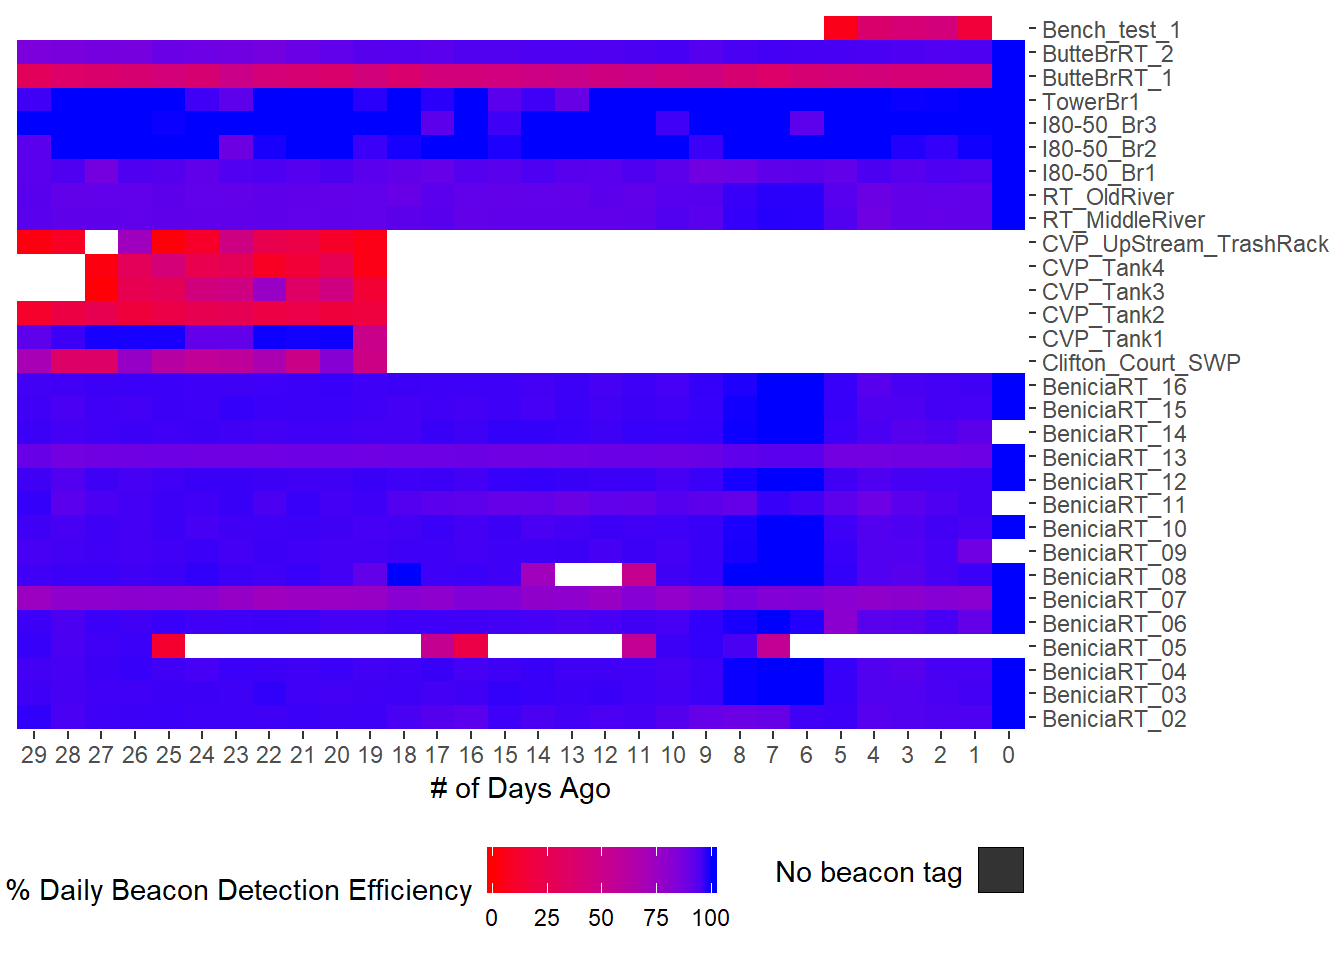 Bench_test_1
ButteBrRT_2
ButteBrRT_1
TowerBr1
I80-50_Br3
I80-50_Br2
I80-50_Br1
RT_OldRiver
RT_MiddleRiver
CVP_UpStream_TrashRack
CVP_Tank4
CVP_Tank3
CVP_Tank2
CVP_Tank1
Clifton_Court_SWP
BeniciaRT_16
BeniciaRT_15
BeniciaRT_14
BeniciaRT_13
BeniciaRT_12
BeniciaRT_11
BeniciaRT_10
BeniciaRT_09
BeniciaRT_08
BeniciaRT_07
BeniciaRT_06
BeniciaRT_05
BeniciaRT_04
BeniciaRT_03
BeniciaRT_02
29 28 27 26 25 24 23 22 21 20 19 18 17 16 15 14 13 12 11 10 9 8 7 6 5 4 3 2 1 0
# of Days Ago
% Daily Beacon Detection Efficiency
0 25 50 75 100
No beacon tag